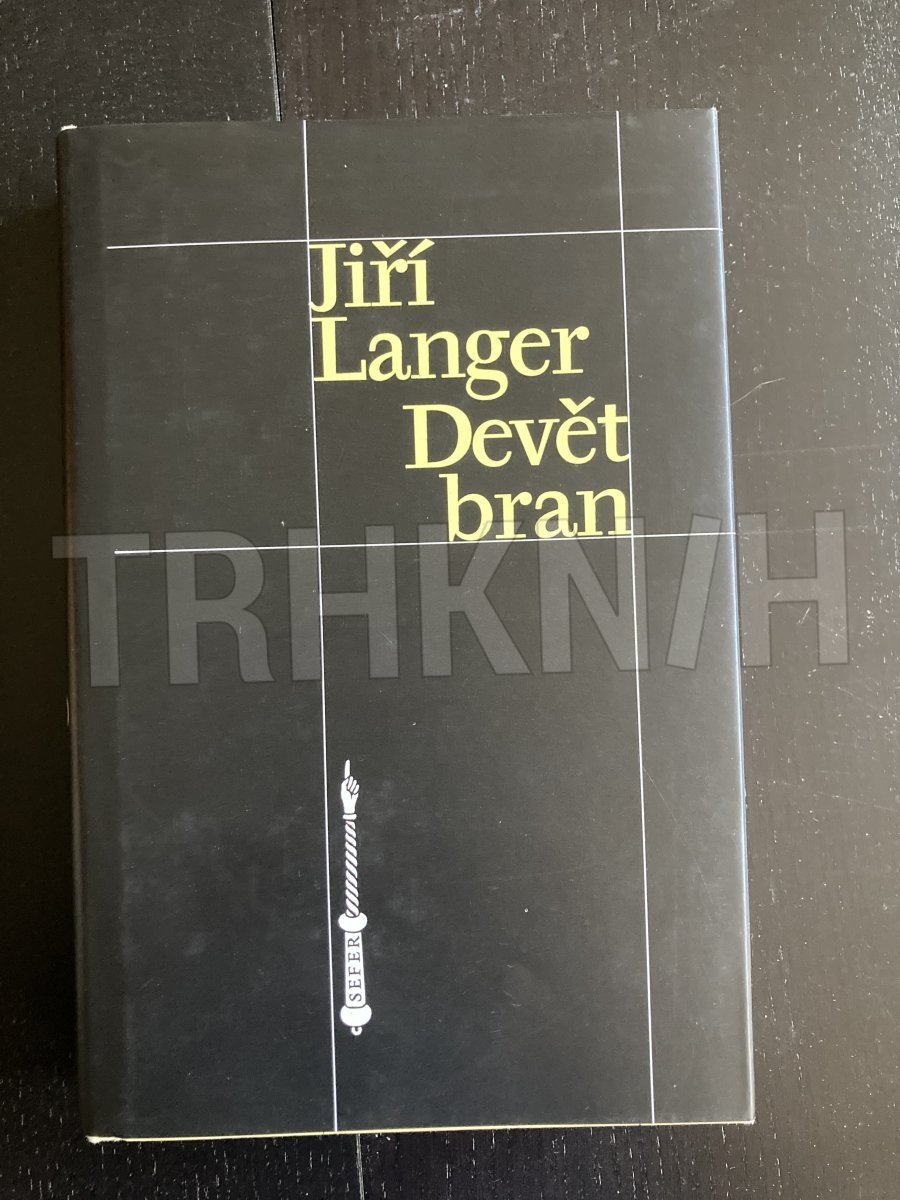 Jiří
Langer
Devět
bran
TRHKNIH
SEFER